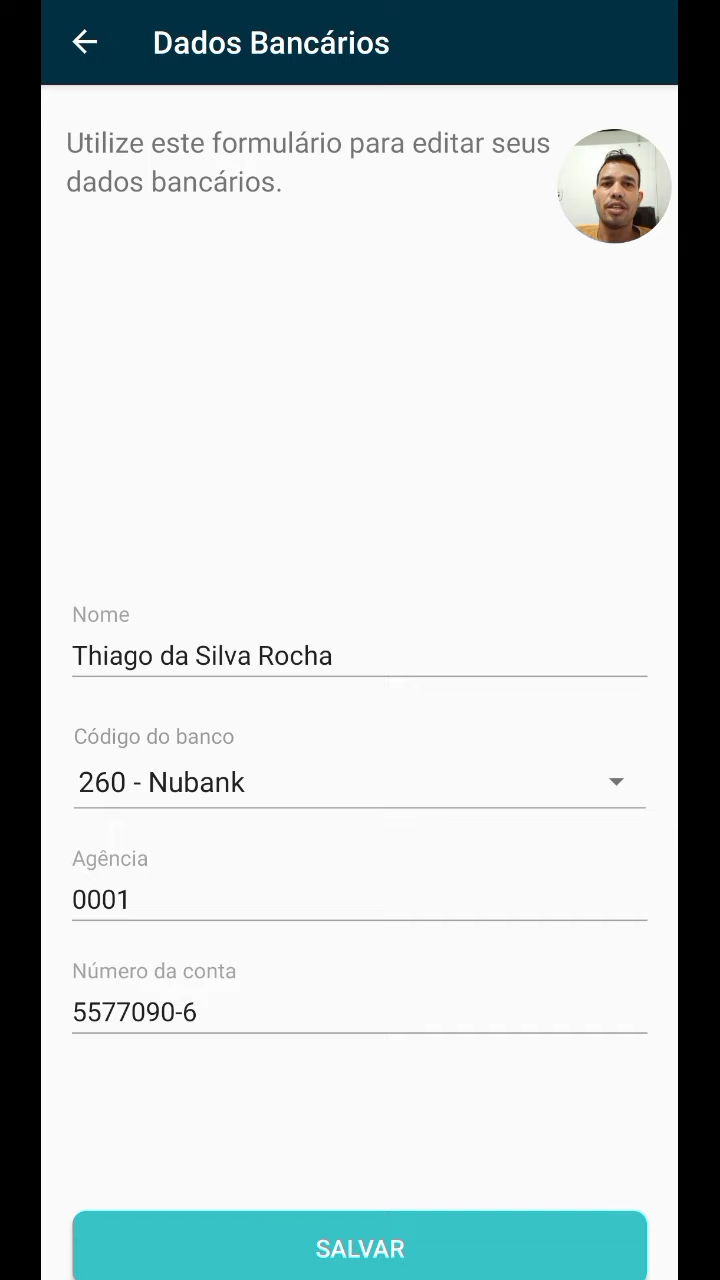 Dados Bancários
Utilize este formulário para editar seus
dados bancários.
Nome
Thiago da Silva Rocha
Código do banco
260 - Nubank
Agência
0001
Número da conta
5577090-6
SALVAR